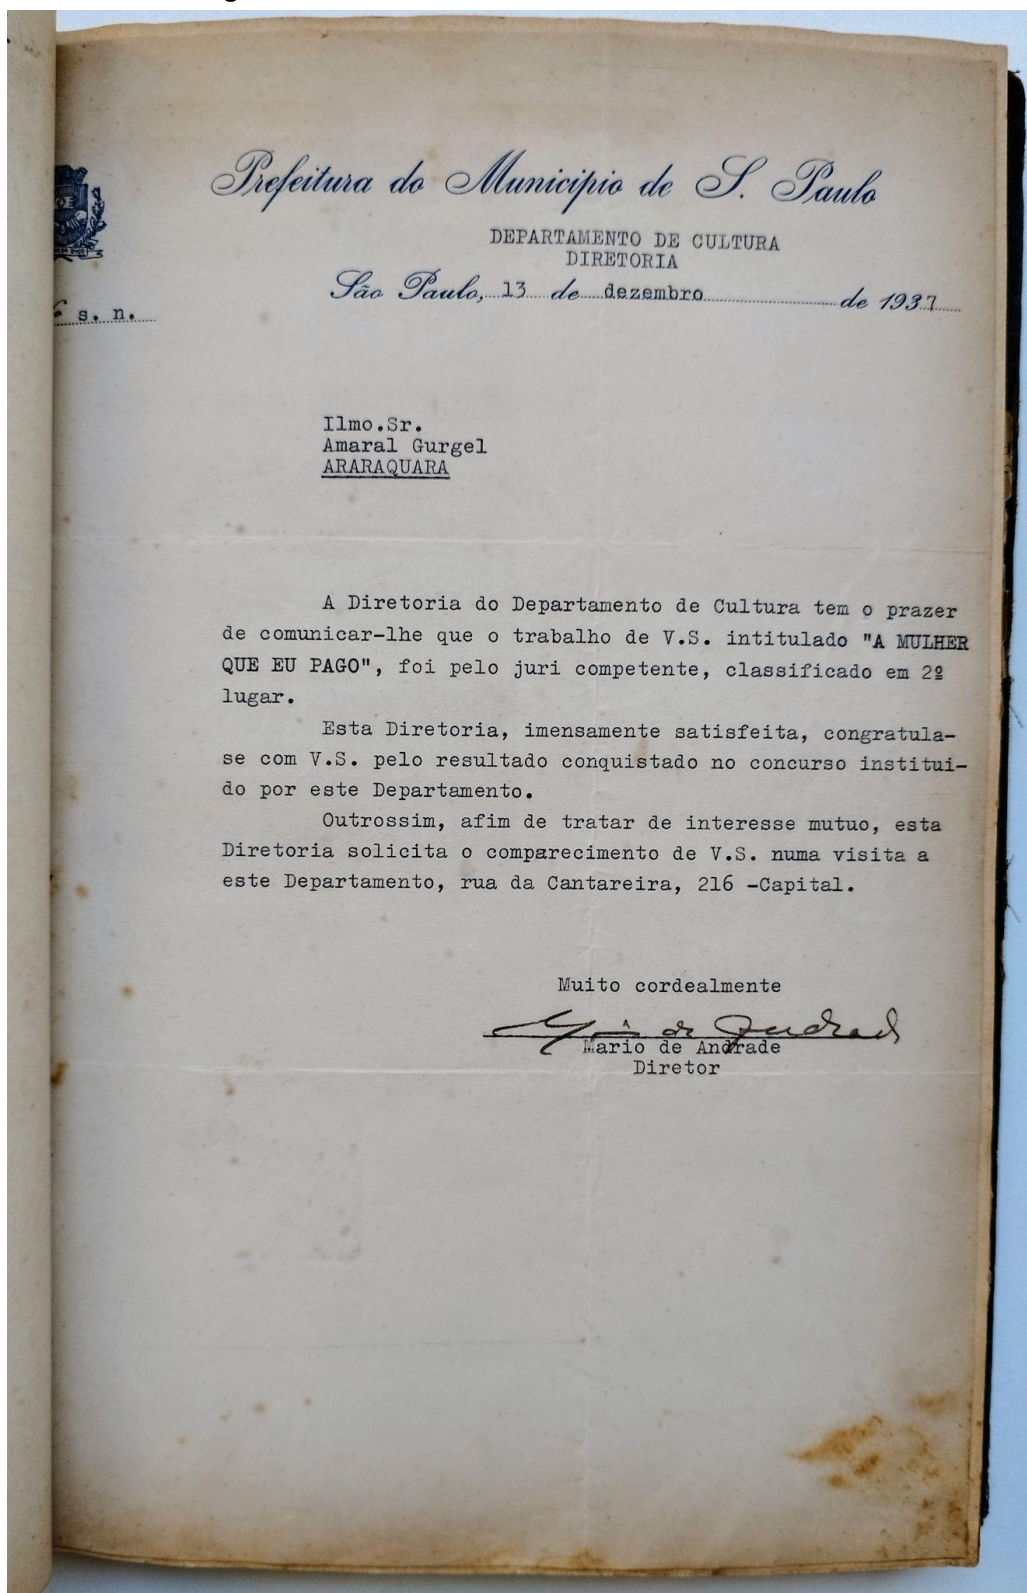 Prefeitura do Municipio de S. Paulo
DEPARTAMENTO DE CULTURA
DIRETORIA
São Paulo, 13 de dezembro de 1937
s. n.
Ilmo.Sr.
Amaral Gurgel
ARARAQUARA
A Diretoria do Departamento de Cultura tem o prazer
de comunicar-lhe que o trabalho de V.S. intitulado "A MULHER
QUE EU PAGO", foi pelo juri competente, classificado em 2º
lugar.
Esta Diretoria, imensamente satisfeita, congratula-
se com V.S. pelo resultado conquistado no concurso institui-
do por este Departamento.
Outrossim, afim de tratar de interesse mutuo, esta
Diretoria solicita o comparecimento de V.S. numa visita a
este Departamento, rua da Cantareira, 216 -Capital.
Muito cordealmente
Mario de Andrade
Mario de Andrade
Diretor